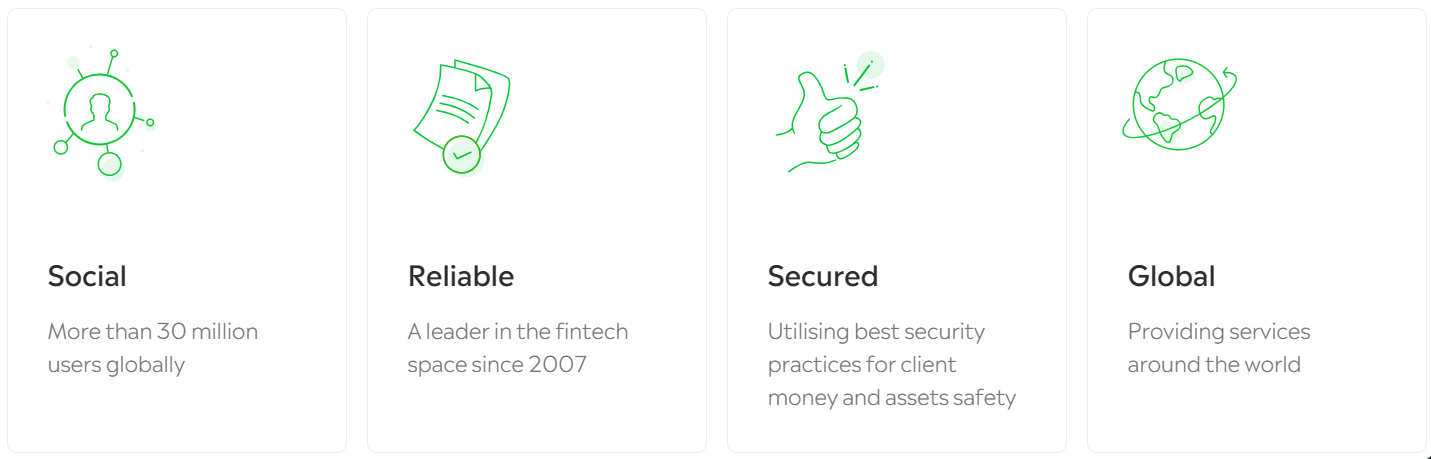 Social
More than 30 million
users globally
Reliable
A leader in the fintech
space since 2007
Secured
Utilising best security
practices for client
money and assets safety
Global
Providing services
around the world